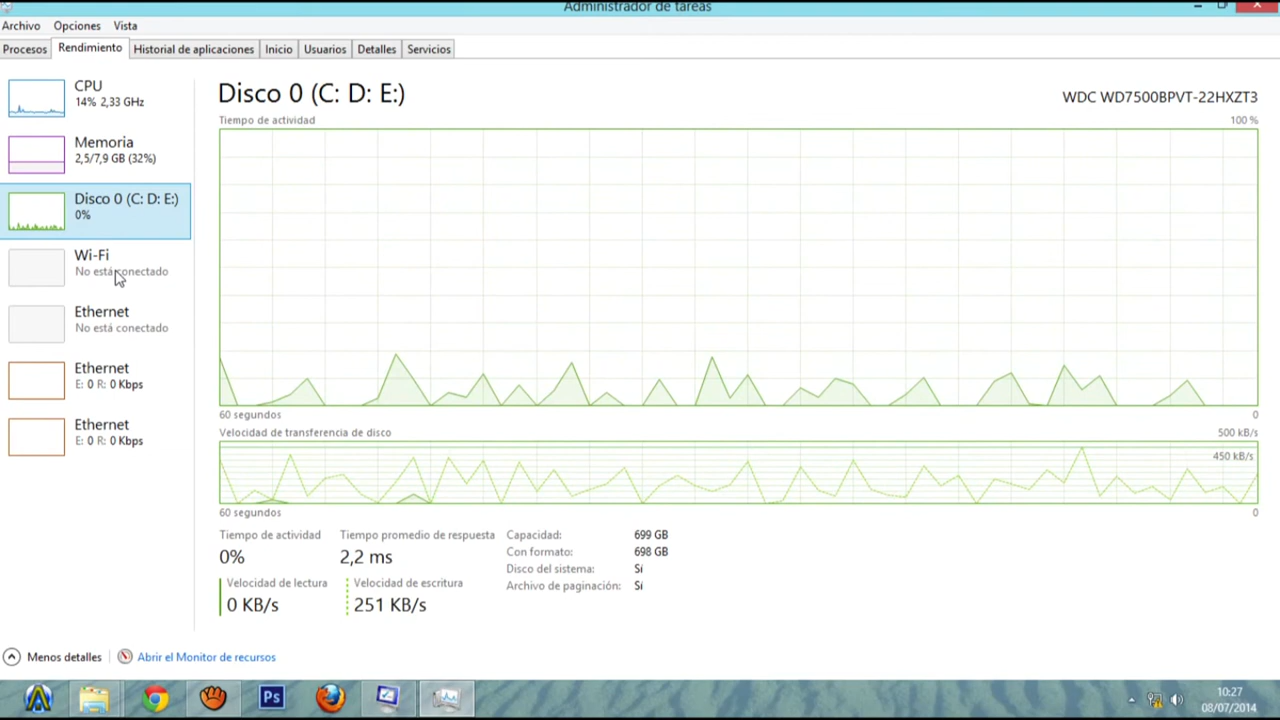 Administrador de tareas
Archivo Opciones Vista
Procesos Rendimiento Historial de aplicaciones Inicio Usuarios Detalles Servicios
CPU
14% 2,33 GHz
Memoria
2,5/7,9 GB (32%)
Disco 0 (C: D: E:)
0%
Wi-Fi
No está conectado
Ethernet
No está conectado
Ethernet
E: 0 R: 0 Kbps
Ethernet
E: 0 R: 0 Kbps
Disco 0 (C: D: E:)
WDC WD7500BPVT-22HXZT3
Tiempo de actividad 100 %
60 segundos 0
Velocidad de transferencia de disco 500 kB/s
450 kB/s
60 segundos 0
Tiempo de actividad
0%
Tiempo promedio de respuesta
2,2 ms
Velocidad de lectura
0 KB/s
Velocidad de escritura
251 KB/s
Capacidad: 699 GB
Con formato: 698 GB
Disco del sistema: Sí
Archivo de paginación: Sí
Menos detalles Abrir el Monitor de recursos
Ps
10:27
08/07/2014